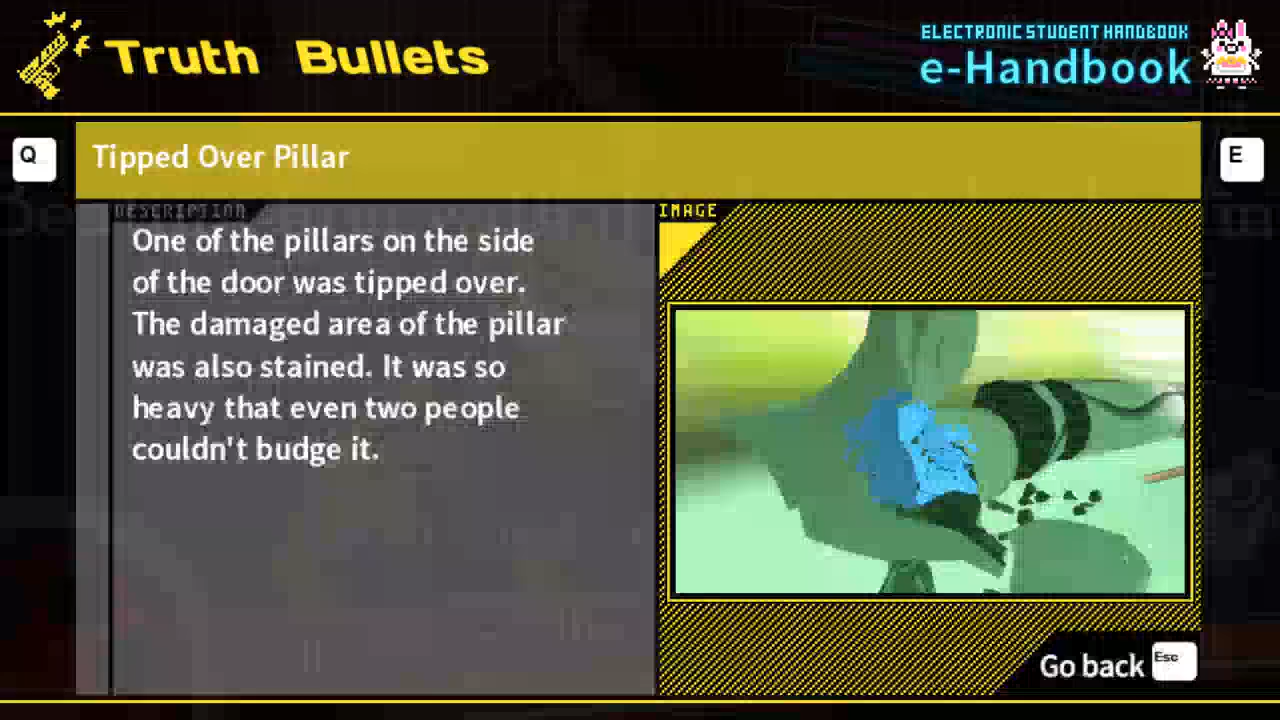 Truth Bullets
ELECTRONIC STUDENT HANDBOOK
e-Handbook
Q
Tipped Over Pillar
E
DESCRIPTION
IMAGE
One of the pillars on the side
of the door was tipped over.
The damaged area of the pillar
was also stained. It was so
heavy that even two people
couldn't budge it.
Go back
Esc